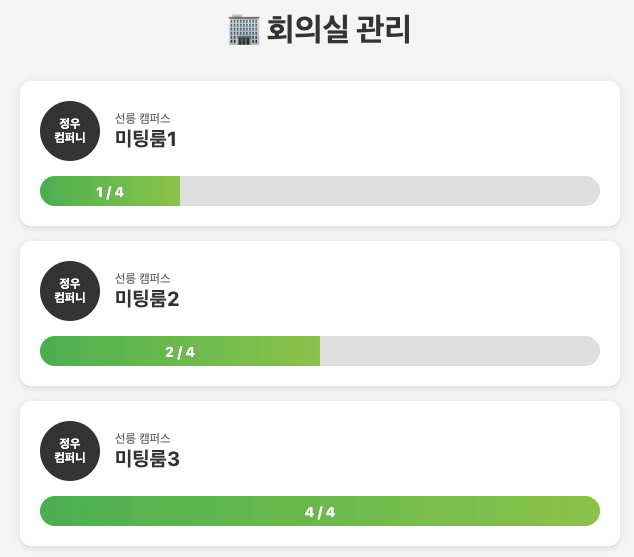 🏢 회의실 관리
정우
컴퍼니
선릉 캠퍼스
미팅룸1
1 / 4
정우
컴퍼니
선릉 캠퍼스
미팅룸2
2 / 4
정우
컴퍼니
선릉 캠퍼스
미팅룸3
4 / 4